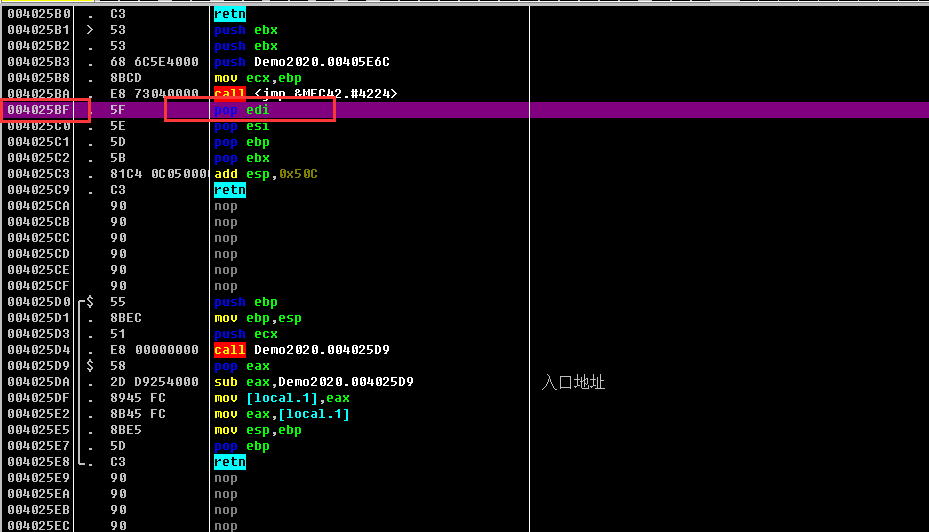 004025B0 . C3 retn
004025B1 > 53 push ebx
004025B2 . 53 push ebx
004025B3 . 68 6C5E4000 push Demo2020.00405E6C
004025B8 . 8BCD mov ecx,ebp
004025BA . E8 73040000 call <jmp.&MFC42.#4224>
004025BF . 5F pop edi
004025C0 . 5E pop esi
004025C1 . 5D pop ebp
004025C2 . 5B pop ebx
004025C3 . 81C4 0C050000 add esp,0x50C
004025C9 . C3 retn
004025CA 90 nop
004025CB 90 nop
004025CC 90 nop
004025CD 90 nop
004025CE 90 nop
004025CF 90 nop
004025D0 $ 55 push ebp
004025D1 . 8BEC mov ebp,esp
004025D3 . 51 push ecx
004025D4 . E8 00000000 call Demo2020.004025D9
004025D9 $ 58 pop eax
004025DA . 2D D9254000 sub eax,Demo2020.004025D9 入口地址
004025DF . 8945 FC mov [local.1],eax
004025E2 . 8B45 FC mov eax,[local.1]
004025E5 . 8BE5 mov esp,ebp
004025E7 . 5D pop ebp
004025E8 . C3 retn
004025E9 90 nop
004025EA 90 nop
004025EB 90 nop
004025EC 90 nop